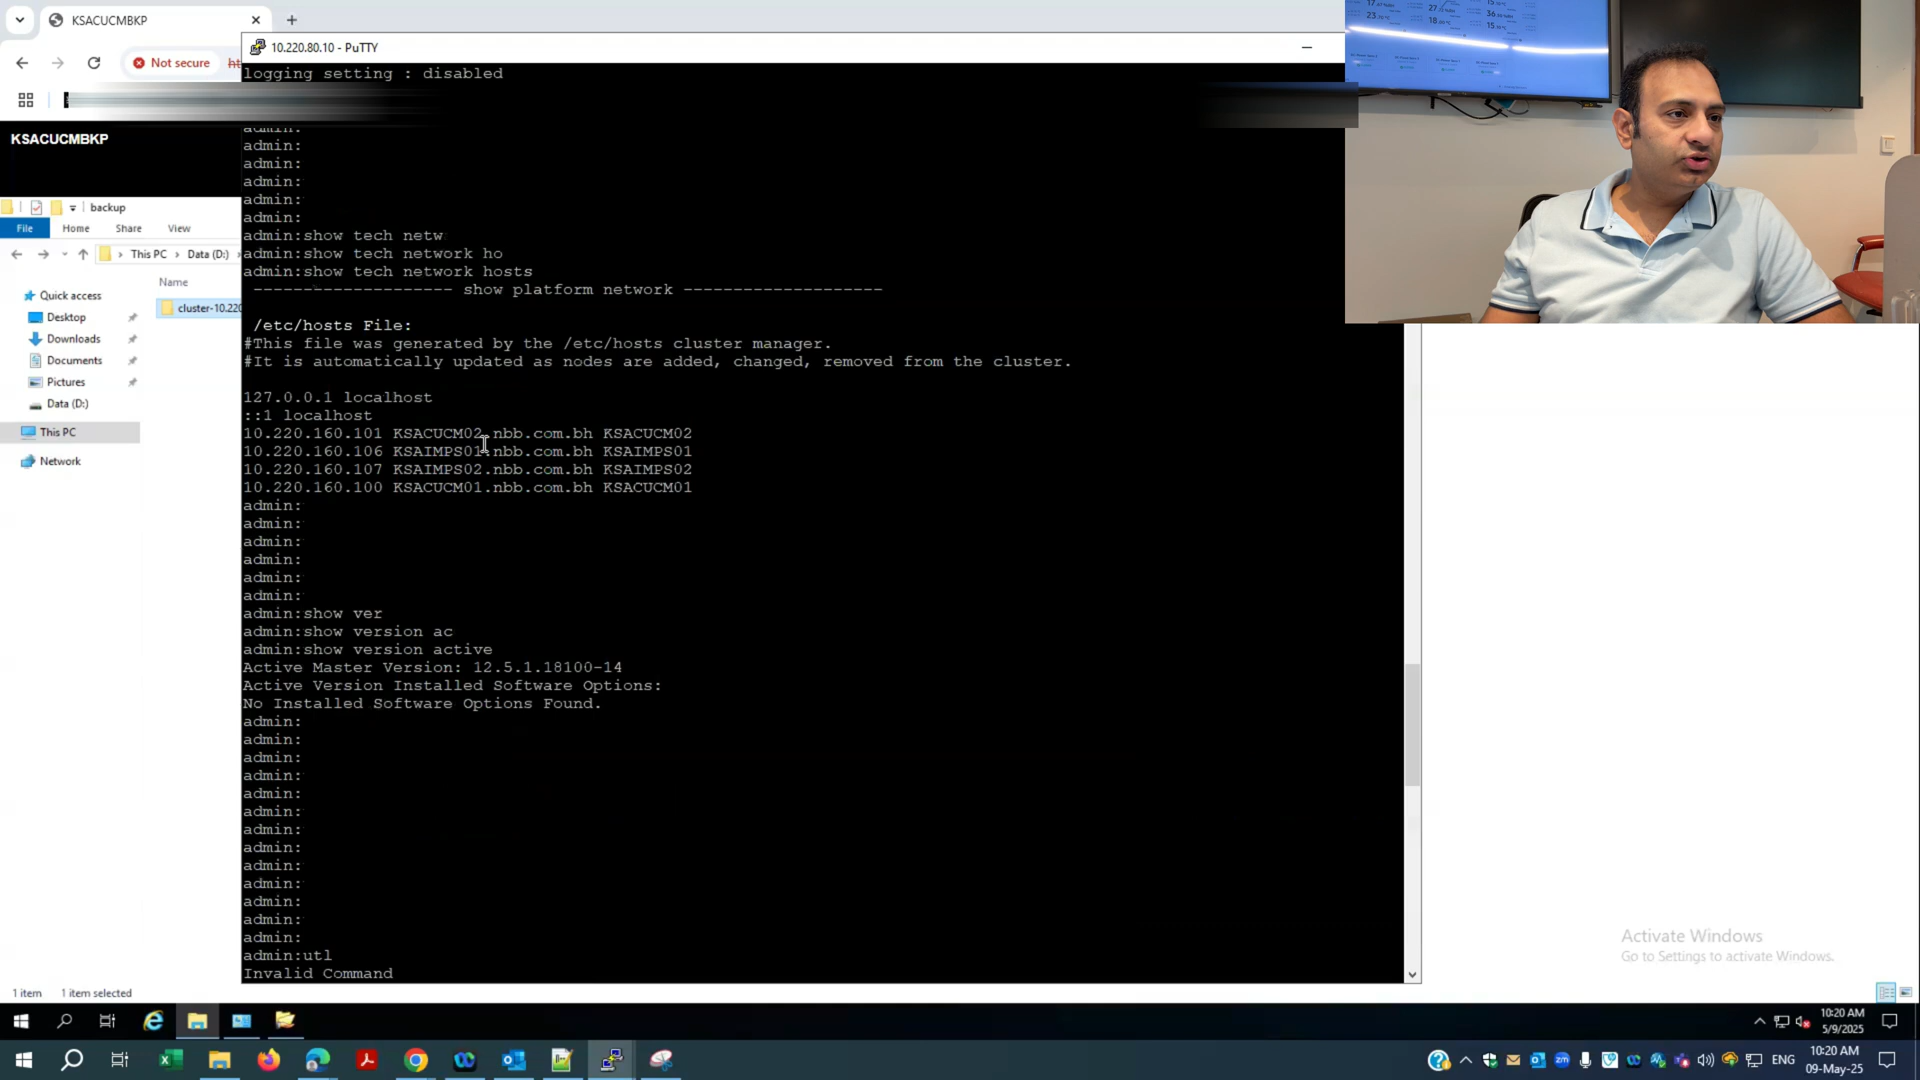 KSACUCMBKP
10.220.80.10 - PuTTY
Not secure
logging setting : disabled
admin:
KSACUCMBKP
admin:
admin:
admin:
admin:
admin:
backup
File Home Share View
admin:show tech netw
This PC Data (D:)
admin:show tech network ho
admin:show tech network hosts
Name
-------------------- show platform network --------------------
Quick access
cluster-10.220
Desktop
/etc/hosts File:
Downloads
#This file was generated by the /etc/hosts cluster manager.
Documents
#It is automatically updated as nodes are added, changed, removed from the cluster.
Pictures
Data (D:)
127.0.0.1 localhost
::1 localhost
This PC
10.220.160.101 KSACUCM02.nbb.com.bh KSACUCM02
10.220.160.106 KSAIMPS01.nbb.com.bh KSAIMPS01
Network
10.220.160.107 KSAIMPS02.nbb.com.bh KSAIMPS02
10.220.160.100 KSACUCM01.nbb.com.bh KSACUCM01
admin:
admin:
admin:
admin:
admin:
admin:
admin:show ver
admin:show version ac
admin:show version active
Active Master Version: 12.5.1.18100-14
Active Version Installed Software Options:
No Installed Software Options Found.
admin:
admin:
admin:
admin:
admin:
admin:
admin:
admin:
admin:
admin:
admin:
admin:
admin:
admin:utl
Invalid Command
Activate Windows
Go to Settings to activate Windows.
1 item 1 item selected
10:20 AM
5/9/2025
ENG
10:20 AM
09-May-25